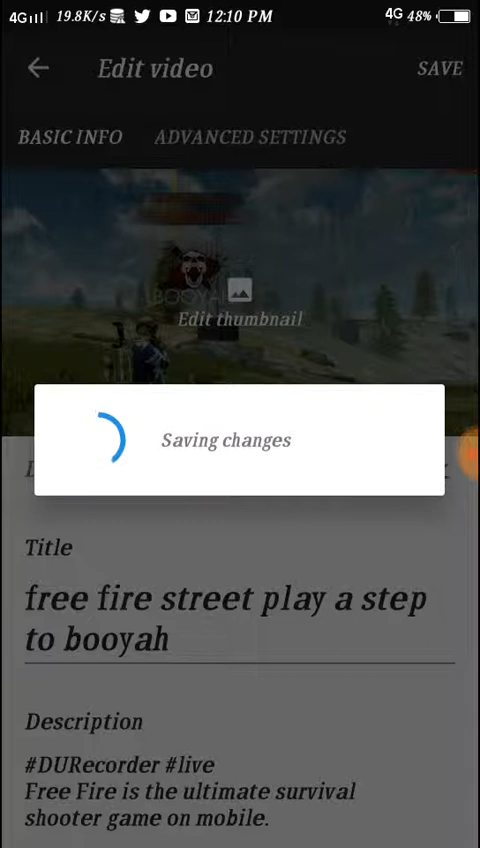 4G 19.8K/s 12:10 PM 4G 48%
Edit video SAVE
BASIC INFO ADVANCED SETTINGS
BOOYAH
Edit thumbnail
Saving changes
Title
free fire street play a step
to booyah
Description
#DURecorder #live
Free Fire is the ultimate survival
shooter game on mobile.